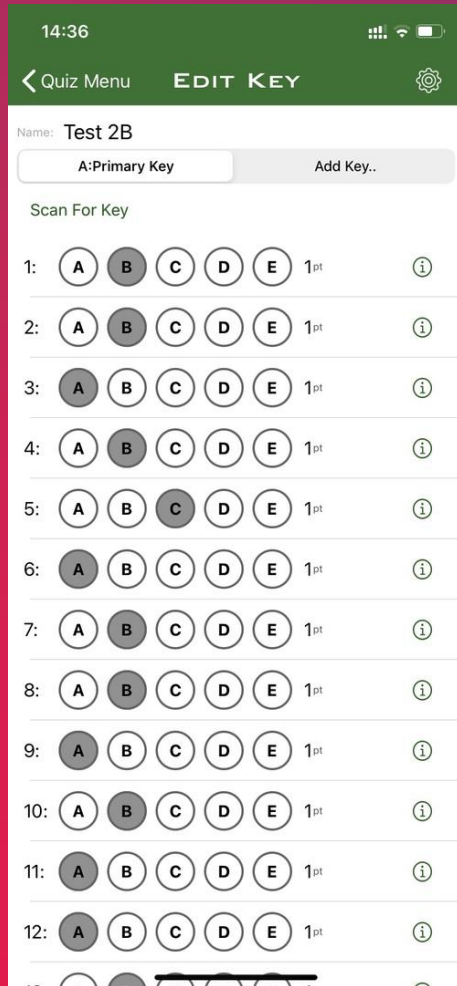 14:36
Quiz Menu EDIT KEY
Name: Test 2B
A:Primary Key Add Key..
Scan For Key
1: A B C D E 1pt
2: A B C D E 1pt
3: A B C D E 1pt
4: A B C D E 1pt
5: A B C D E 1pt
6: A B C D E 1pt
7: A B C D E 1pt
8: A B C D E 1pt
9: A B C D E 1pt
10: A B C D E 1pt
11: A B C D E 1pt
12: A B C D E 1pt